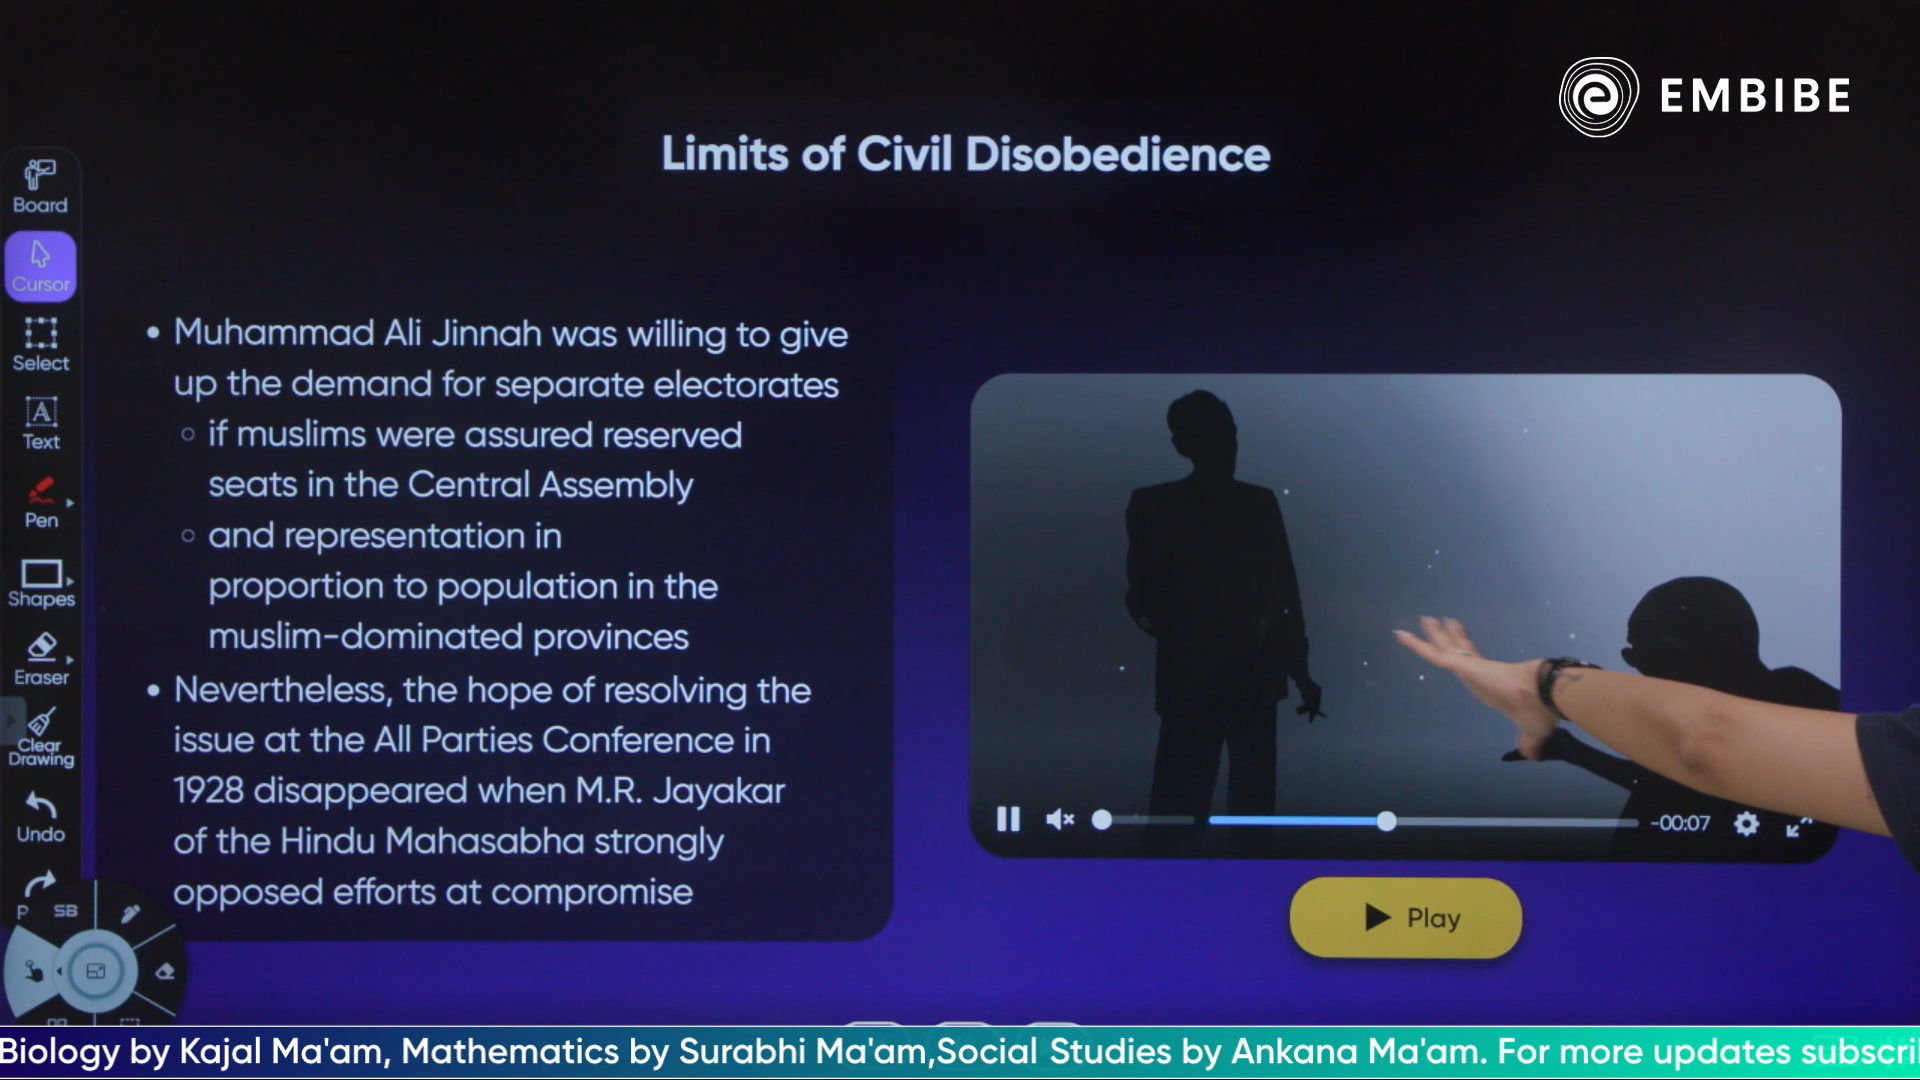 EMBIBE
Limits of Civil Disobedience
Board
Cursor
Select
Text
Pen
Shapes
Eraser
Clear
Drawing
Undo
SB
• Muhammad Ali Jinnah was willing to give
up the demand for separate electorates
○ if muslims were assured reserved
seats in the Central Assembly
○ and representation in
proportion to population in the
muslim-dominated provinces
• Nevertheless, the hope of resolving the
issue at the All Parties Conference in
1928 disappeared when M.R. Jayakar
of the Hindu Mahasabha strongly
opposed efforts at compromise
-00:07
Play
Biology by Kajal Ma'am, Mathematics by Surabhi Ma'am,Social Studies by Ankana Ma'am. For more updates subscri